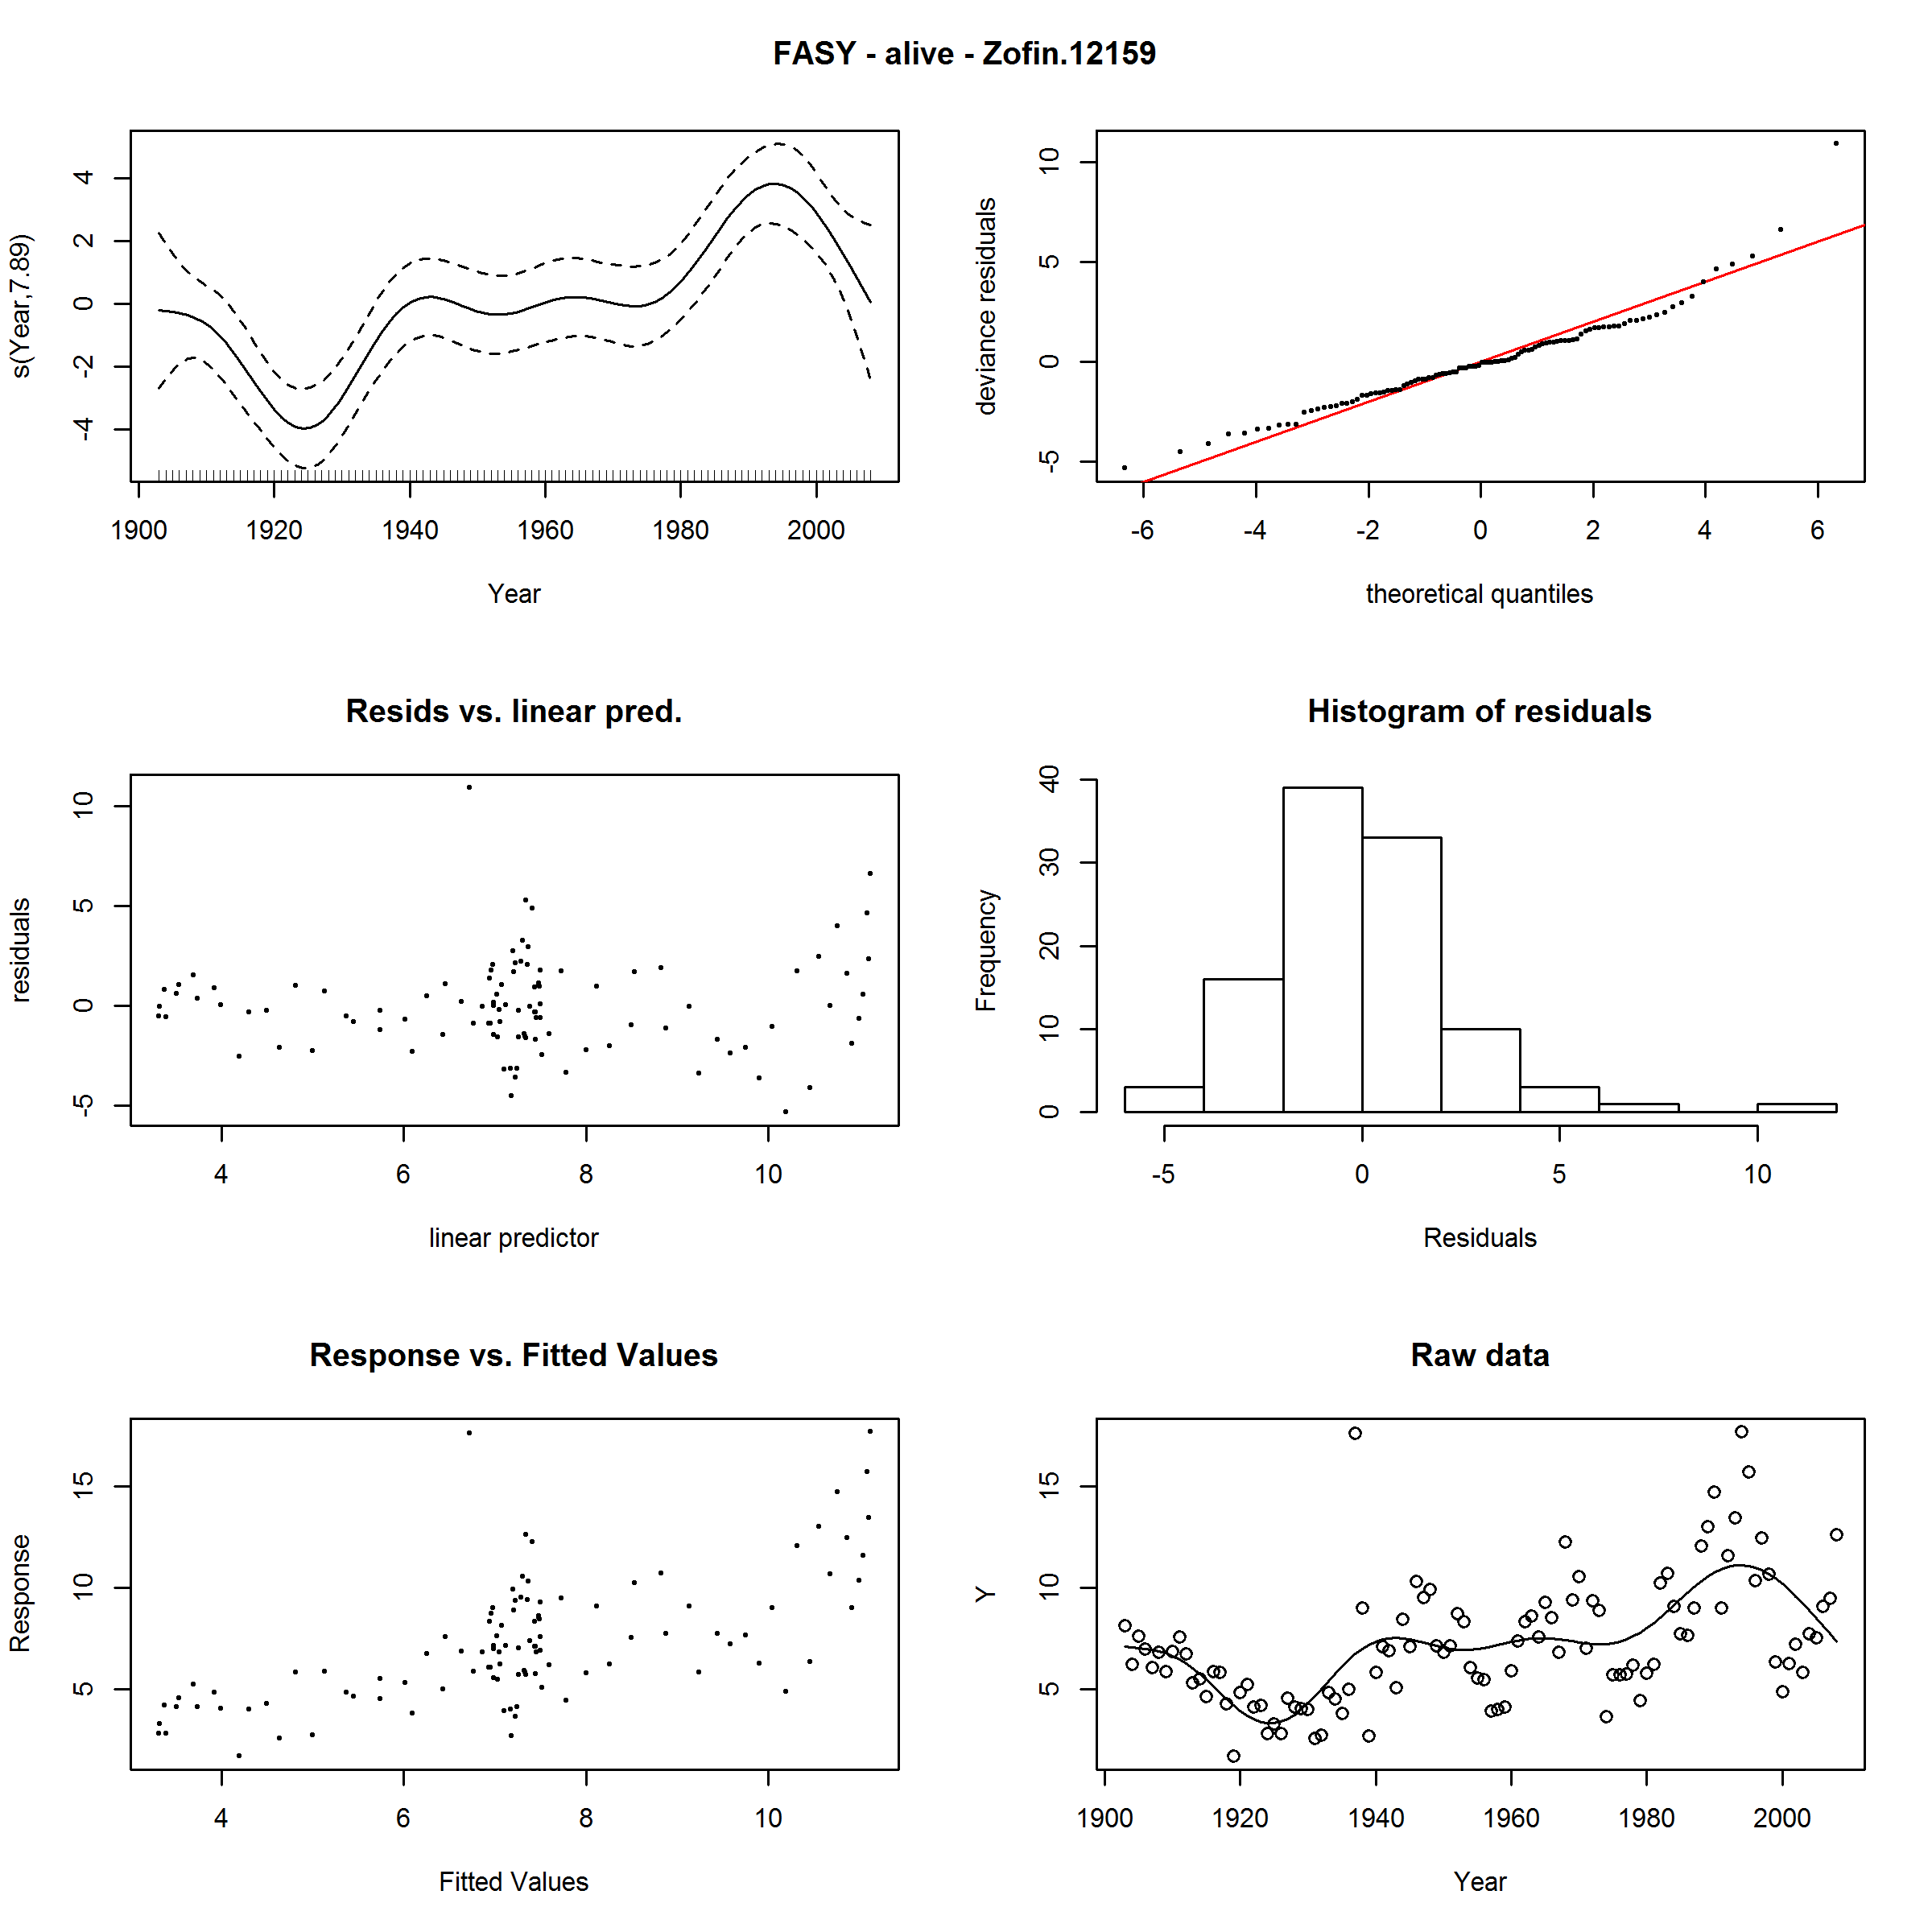 FASY - alive - Zofin.12159
s(Year,7.89)
4
2
0
-2
-4
1900 1920 1940 1960 1980 2000
Year
deviance residuals
10
5
0
-5
-6 -4 -2 0 2 4 6
theoretical quantiles
Resids vs. linear pred.
residuals
10
5
0
-5
4 6 8 10
linear predictor
Histogram of residuals
Frequency
40
30
20
10
0
-5 0 5 10
Residuals
Response vs. Fitted Values
Response
15
10
5
4 6 8 10
Fitted Values
Raw data
Y
15
10
5
1900 1920 1940 1960 1980 2000
Year